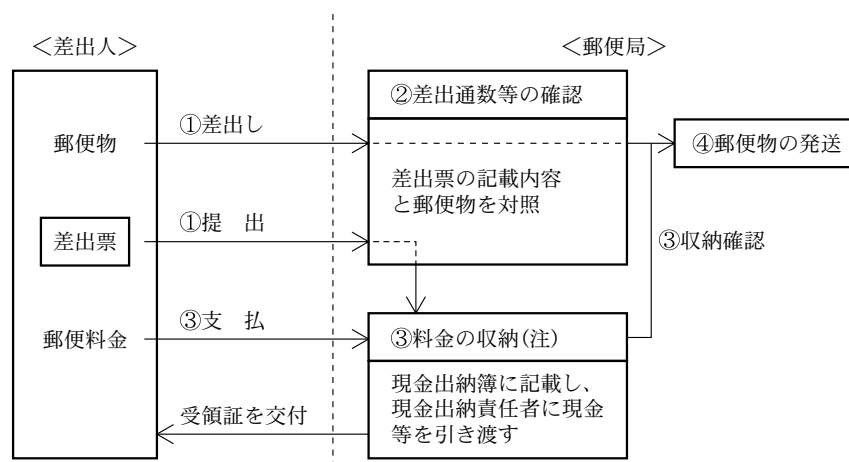 ＜差出人＞
＜郵便局＞
②差出通数等の確認
①差出し
郵便物
④郵便物の発送
差出票の記載内容
と郵便物を対照
①提　出
差出票
③収納確認
③支　払
郵便料金
③料金の収納(注)
現金出納簿に記載し、
現金出納責任者に現金
等を引き渡す
受領証を交付